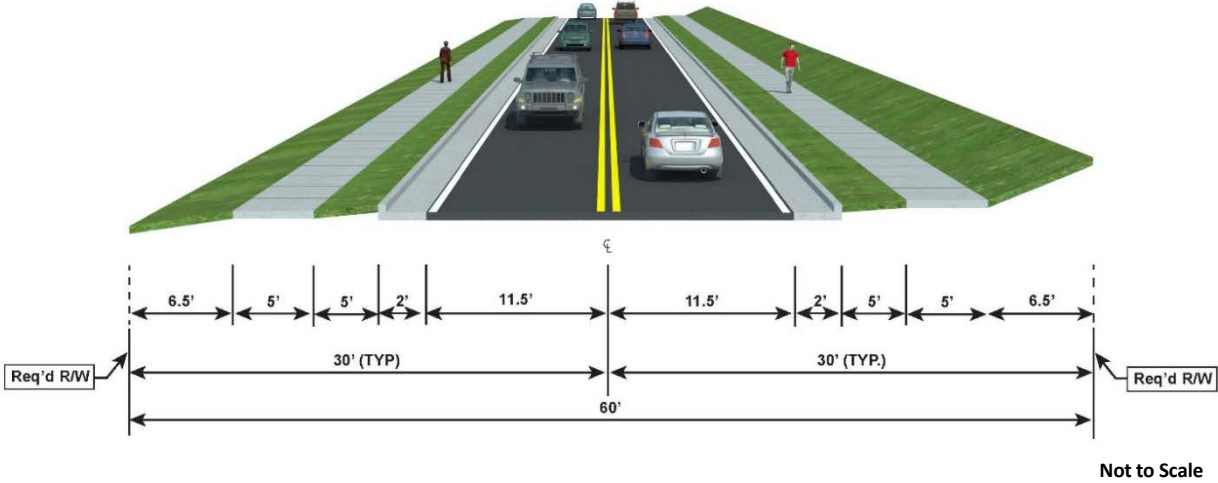 ℄
6.5' 5' 5' 2' 11.5' 11.5' 2' 5' 5' 6.5'
30' (TYP) 30' (TYP.)
Req'd R/W Req'd R/W
60'
Not to Scale